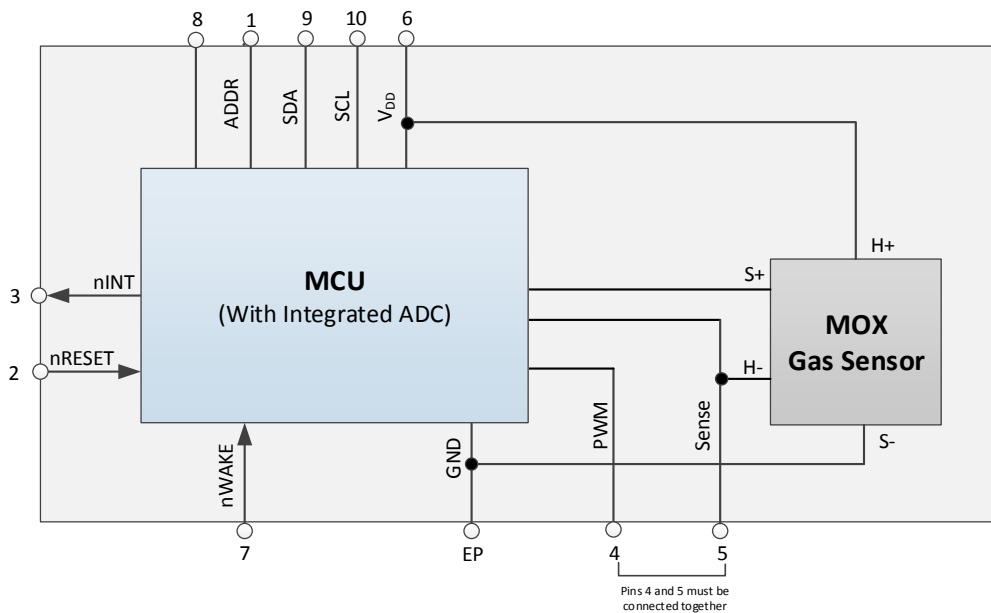 8
1
9
10
6
ADDR
SDA
SCL
VDD
H+
MCU
(With Integrated ADC)
S+
MOX
Gas Sensor
3
nINT
2
nRESET
H-
S-
nWAKE
GND
PWM
Sense
7
EP
4
5
Pins 4 and 5 must be
connected together